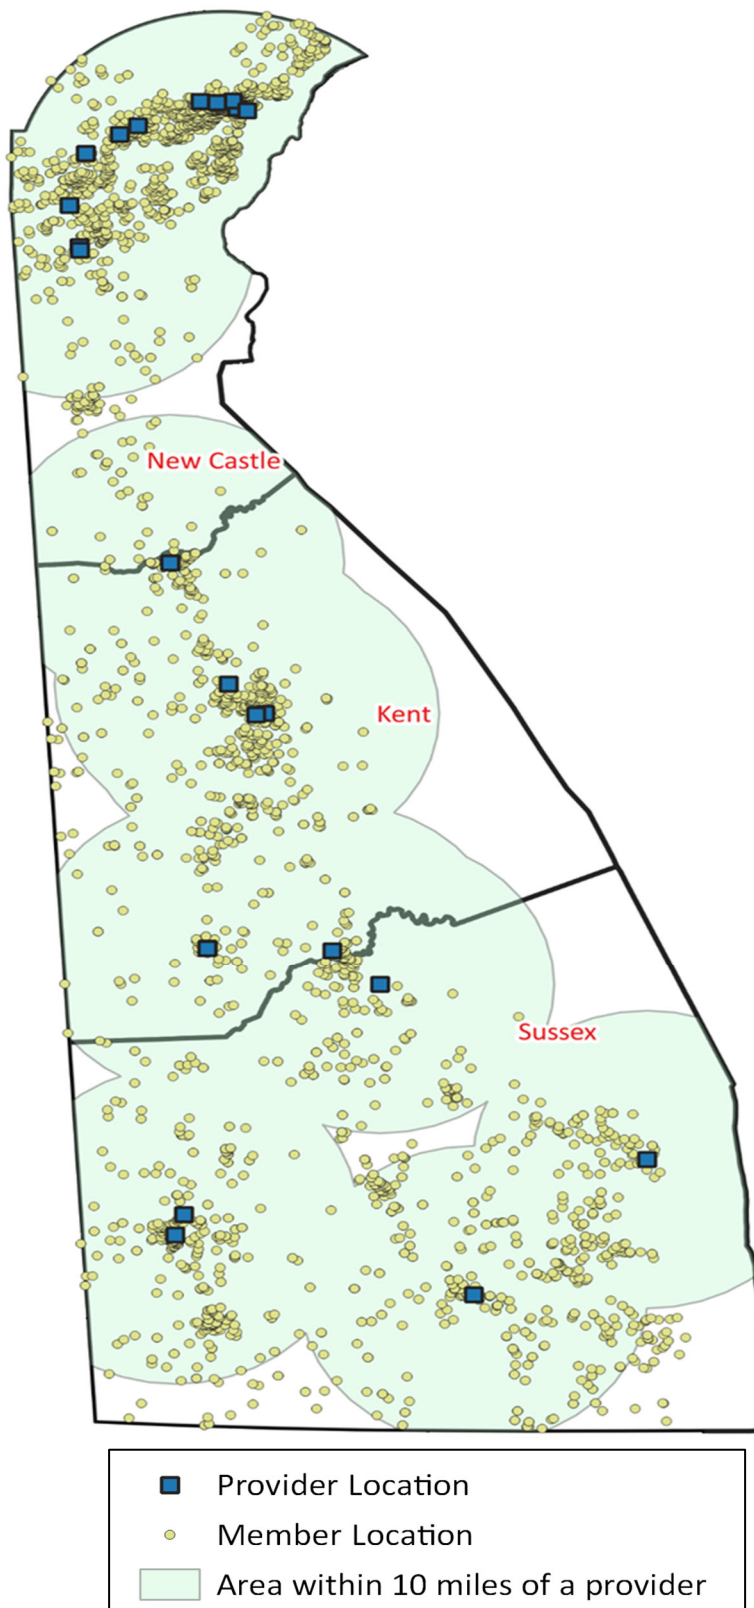 New Castle
Kent
Sussex
Provider Location
Member Location
Area within 10 miles of a provider